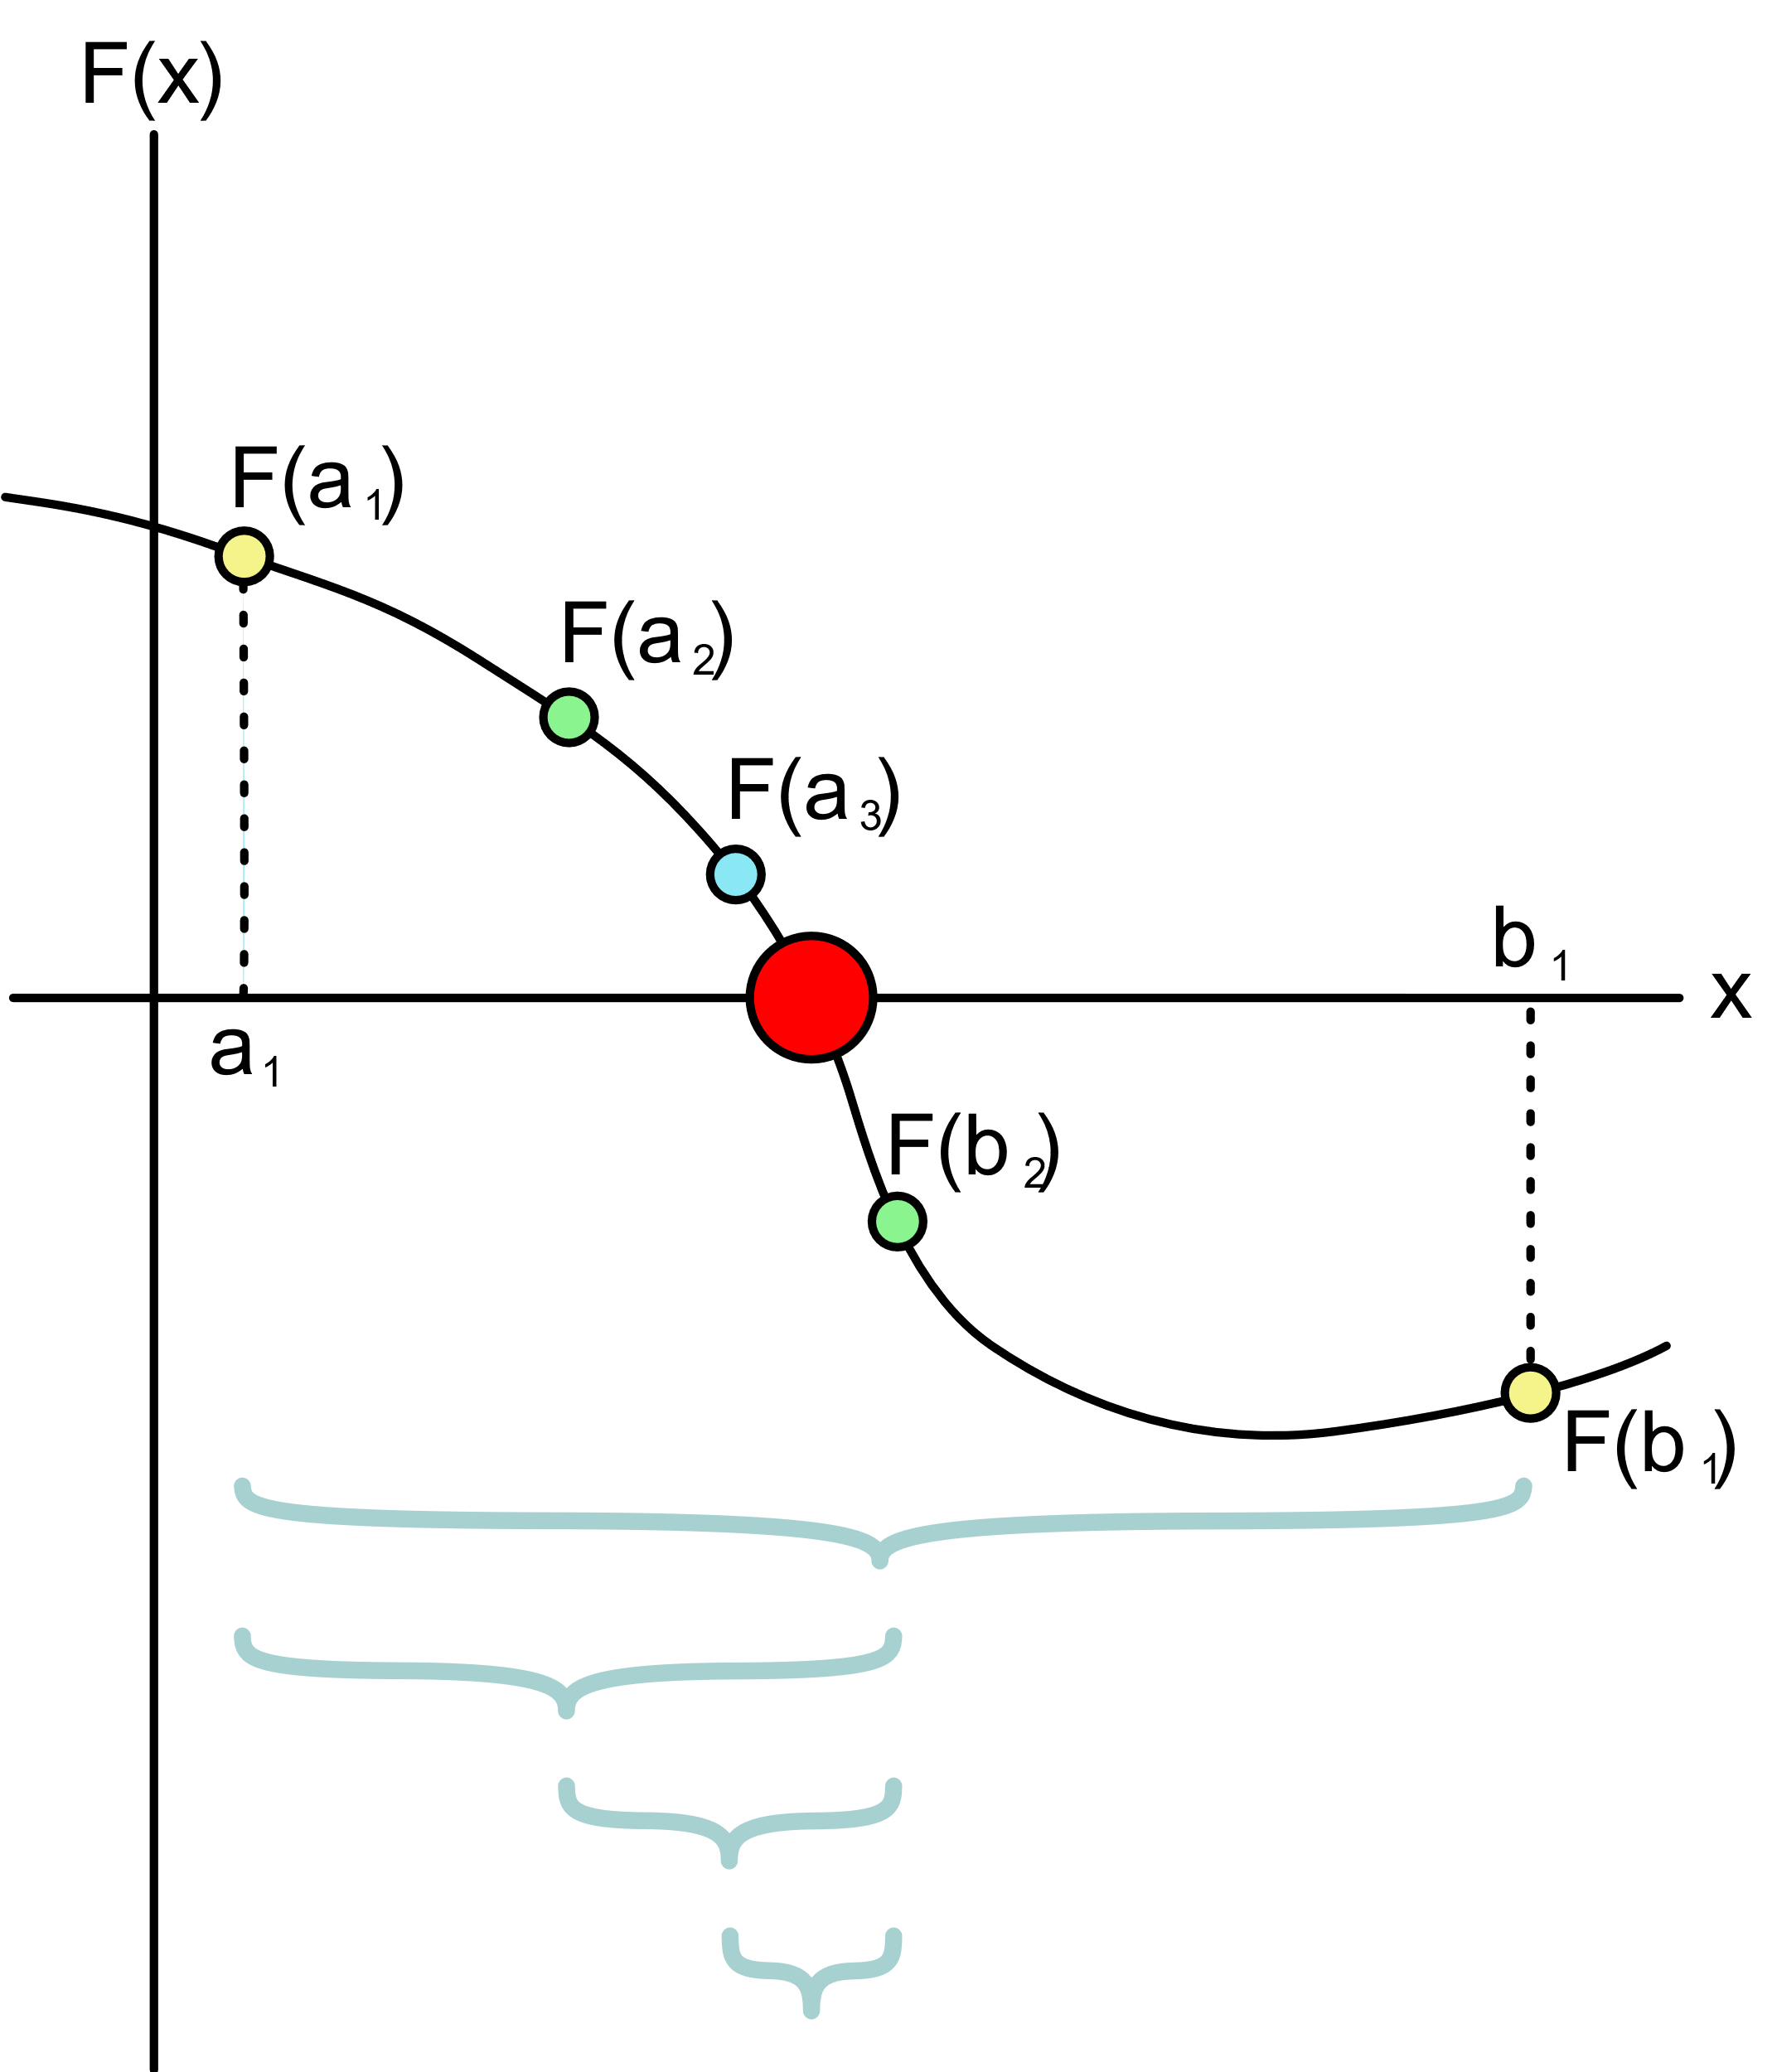 F(x)
F(a₁)
F(a₂)
F(a₃)
b₁
x
a₁
F(b₂)
F(b₁)